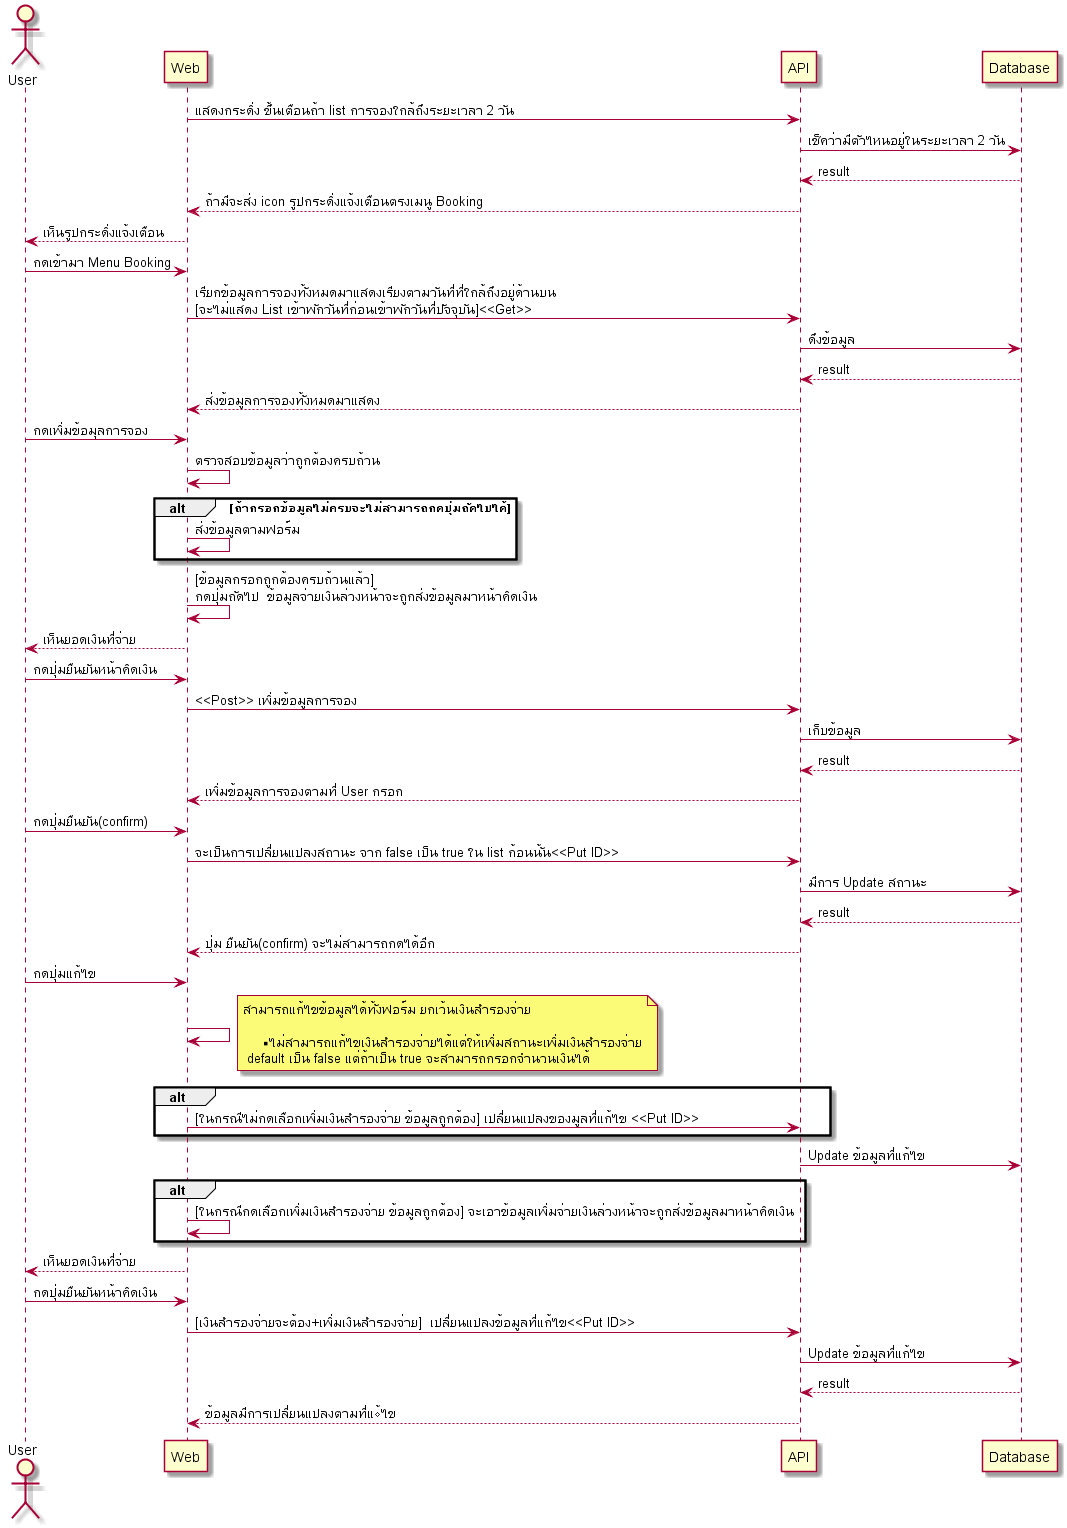 User
Web
API
Database
แสดงกระดิ่ง ขึ้นเตือนถ้า list การจองใกล้ถึงระยะเวลา 2 วัน
เช็คว่ามีตัวไหนอยู่ในระยะเวลา 2 วัน
result
ถ้ามีจะส่ง icon รูปกระดิ่งแจ้งเตือนตรงเมนู Booking
เห็นรูปกระดิ่งแจ้งเตือน
กดเข้ามา Menu Booking
เรียกข้อมูลการจองทั้งหมดมาแสดงเรียงตามวันที่ที่ใกล้ถึงอยู่ด้านบน
[จะไม่แสดง List เข้าพักวันที่ก่อนเข้าพักวันที่ปัจจุบัน]<<Get>>
ดึงข้อมูล
result
ส่งข้อมูลการจองทั้งหมดมาแสดง
กดเพิ่มข้อมุลการจอง
ตรวจสอบข้อมูลว่าถูกต้องครบถ้าน
alt [ถ้ากรอกข้อมูลไม่ครบจะไม่สามารถกดปุ่มถัดไปได้]
ส่งข้อมูลตามฟอร์ม
[ข้อมูลกรอกถูกต้องครบถ้านแล้ว]
กดปุ่มถัดไป ข้อมูลจ่ายเงินล่วงหน้าจะถูกส่งข้อมูลมาหน้าคิดเงิน
เห็นยอดเงินที่จ่าย
กดปุ่มยืนยันหน้าคิดเงิน
<<Post>> เพิ่มข้อมูลการจอง
เก็บข้อมูล
result
เพิ่มข้อมูลการจองตามที่ User กรอก
กดปุ่มยืนยัน(confirm)
จะเป็นการเปลี่ยนแปลงสถานะ จาก false เป็น true ใน list ก้อนนั้น<<Put ID>>
มีการ Update สถานะ
result
ปุ่ม ยืนยัน(confirm) จะไม่สามารถกดได้อีก
กดปุ่มแก้ไข
สามารถแก้ไขข้อมูลได้ทั้งฟอร์ม ยกเว้นเงินสำรองจ่าย
▪ไม่สามารถแก้ไขเงินสำรองจ่ายได้แต่ให้เพิ่มสถานะเพิ่มเงินสำรองจ่าย
default เป็น false แต่ถ้าเป็น true จะสามารถกรอกจำนวนเงินได้
alt
[ในกรณีไม่กดเลือกเพิ่มเงินสำรองจ่าย ข้อมูลถูกต้อง] เปลี่ยนแปลงของมูลที่แก้ไข <<Put ID>>
Update ข้อมูลที่แก้ไข
alt
[ในกรณีกดเลือกเพิ่มเงินสำรองจ่าย ข้อมูลถูกต้อง] จะเอาข้อมูลเพิ่มจ่ายเงินล่วงหน้าจะถูกส่งข้อมูลมาหน้าคิดเงิน
เห็นยอดเงินที่จ่าย
กดปุ่มยืนยันหน้าคิดเงิน
[เงินสำรองจ่ายจะต้อง+เพิ่มเงินสำรองจ่าย] เปลี่ยนแปลงข้อมูลที่แก้ไข<<Put ID>>
Update ข้อมูลที่แก้ไข
result
ข้อมูลมีการเปลี่ยนแปลงตามที่แ้ไข
User
Web
API
Database